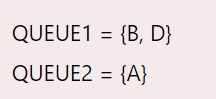 QUEUE1 = {B, D}
QUEUE2 = {A}